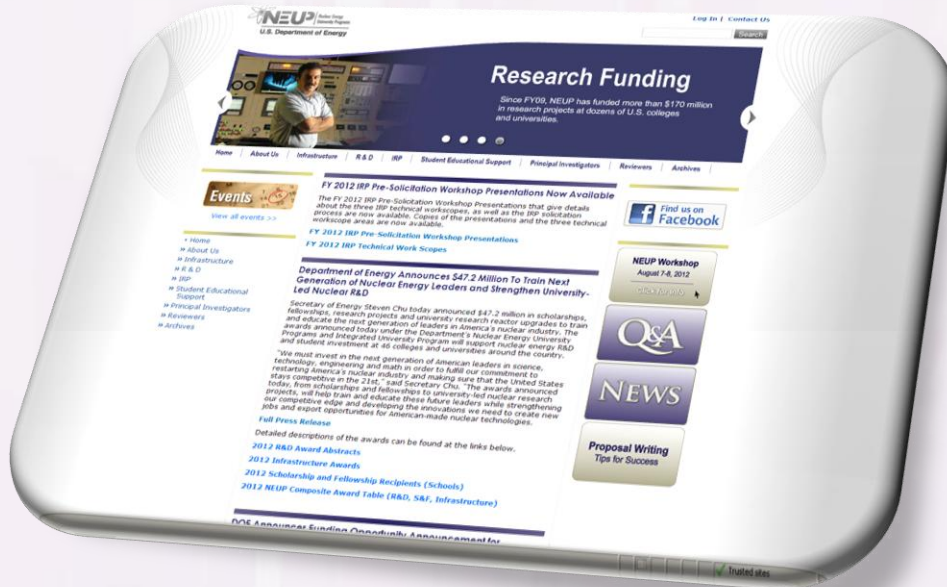 NEUP Nuclear Energy
University Programs
U.S. Department of Energy
Log In | Contact Us
Search
Research Funding
Since FY09, NEUP has funded more than $170 million
in research projects at dozens of U.S. colleges
and universities.
Home | About Us | Infrastructure | R & D | IRP | Student Educational Support | Principal Investigators | Reviewers | Archives
Events
View all events >>
» Home
» About Us
» Infrastructure
» R & D
» IRP
» Student Educational
Support
» Principal Investigators
» Reviewers
» Archives
FY 2012 IRP Pre-Solicitation Workshop Presentations Now Available
The FY 2012 IRP Pre-Solicitation Workshop Presentations that give details
about the three IRP technical workscopes, as well as the IRP solicitation
process are now available. Copies of the presentations and the three technical
workscope areas are now available.
FY 2012 IRP Pre-Solicitation Workshop Presentations
FY 2012 IRP Technical Work Scopes
Department of Energy Announces $47.2 Million To Train Next
Generation of Nuclear Energy Leaders and Strengthen University-
Led Nuclear R&D
Secretary of Energy Steven Chu today announced $47.2 million in scholarships,
fellowships, research projects and university research reactor upgrades to train
and educate the next generation of leaders in America's nuclear industry. The
awards announced today under the Department's Nuclear Energy University
Programs and Integrated University Program will support nuclear energy R&D
and student investment at 46 colleges and universities around the country.
"We must invest in the next generation of American leaders in science,
technology, engineering and math in order to fulfill our commitment to
restarting America's nuclear industry and making sure that the United States
stays competitive in the 21st," said Secretary Chu. "The awards announced
today, from scholarships and fellowships to university-led nuclear research
projects, will help train and educate these future leaders while strengthening
our competitive edge and developing the innovations we need to create new
jobs and export opportunities for American-made nuclear technologies.
Full Press Release
Detailed descriptions of the awards can be found at the links below.
2012 R&D Award Abstracts
2012 Infrastructure Awards
2012 Scholarship and Fellowship Recipients (Schools)
2012 NEUP Composite Award Table (R&D, S&F, Infrastructure)
DOE Announces Funding Opportunity Announcement for
Find us on
Facebook
NEUP Workshop
August 7-8, 2012
click for info
Q&A
NEWS
Proposal Writing
Tips for Success
Trusted sites